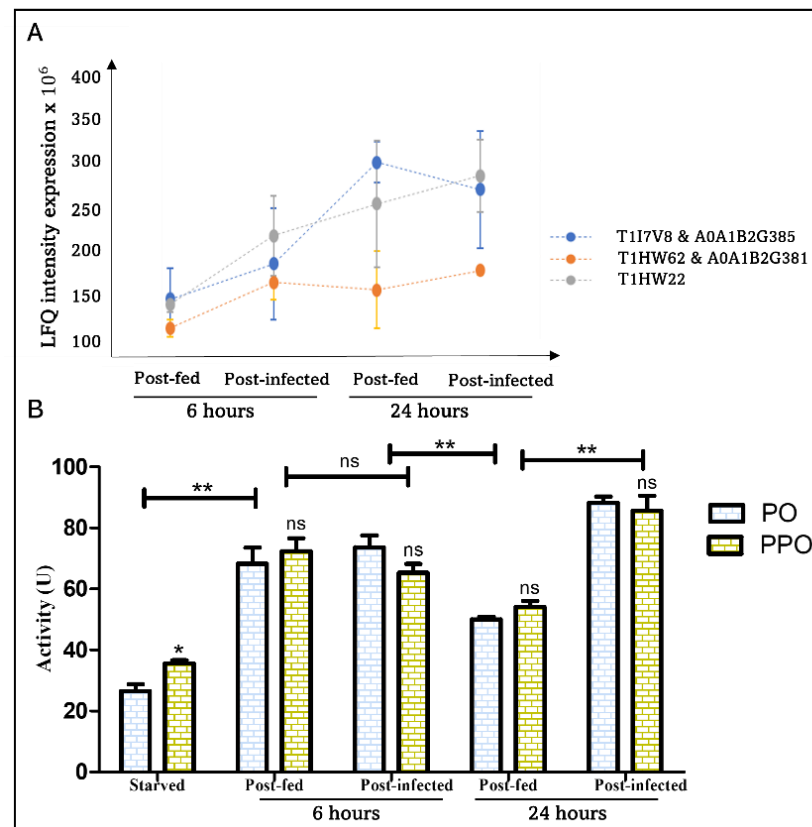 A
LFQ intensity expression x 10⁶
400
350
300
250
200
150
100
T1I7V8 & A0A1B2G385
T1HW62 & A0A1B2G381
T1HW22
Post-fed Post-infected Post-fed Post-infected
6 hours 24 hours
B
Activity (U)
100
80
60
40
20
0
** ns ** **
* ns ns ns ns
PO
PPO
Starved Post-fed Post-infected Post-fed Post-infected
6 hours 24 hours